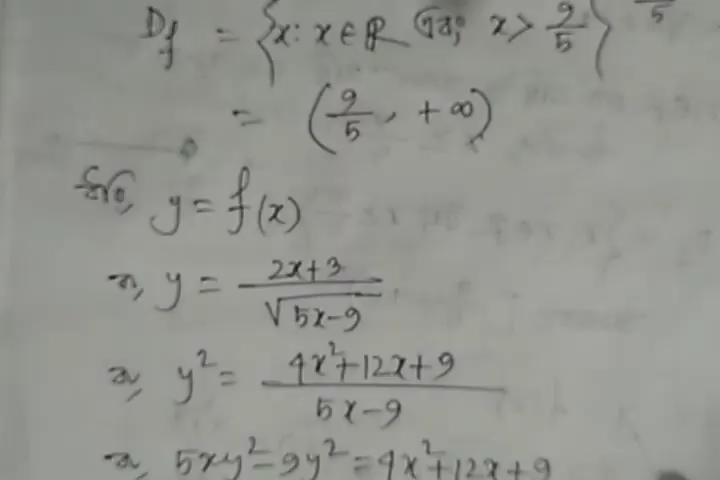 D_f = {x: x ∈ ℝ এবং x > 9/5}
= (9/5, +∞)
ধরি, y = f(x)
বা, y = (2x+3)/√(5x-9)
বা, y² = (4x²+12x+9)/(5x-9)
বা, 5xy²-9y² = 4x²+12x+9